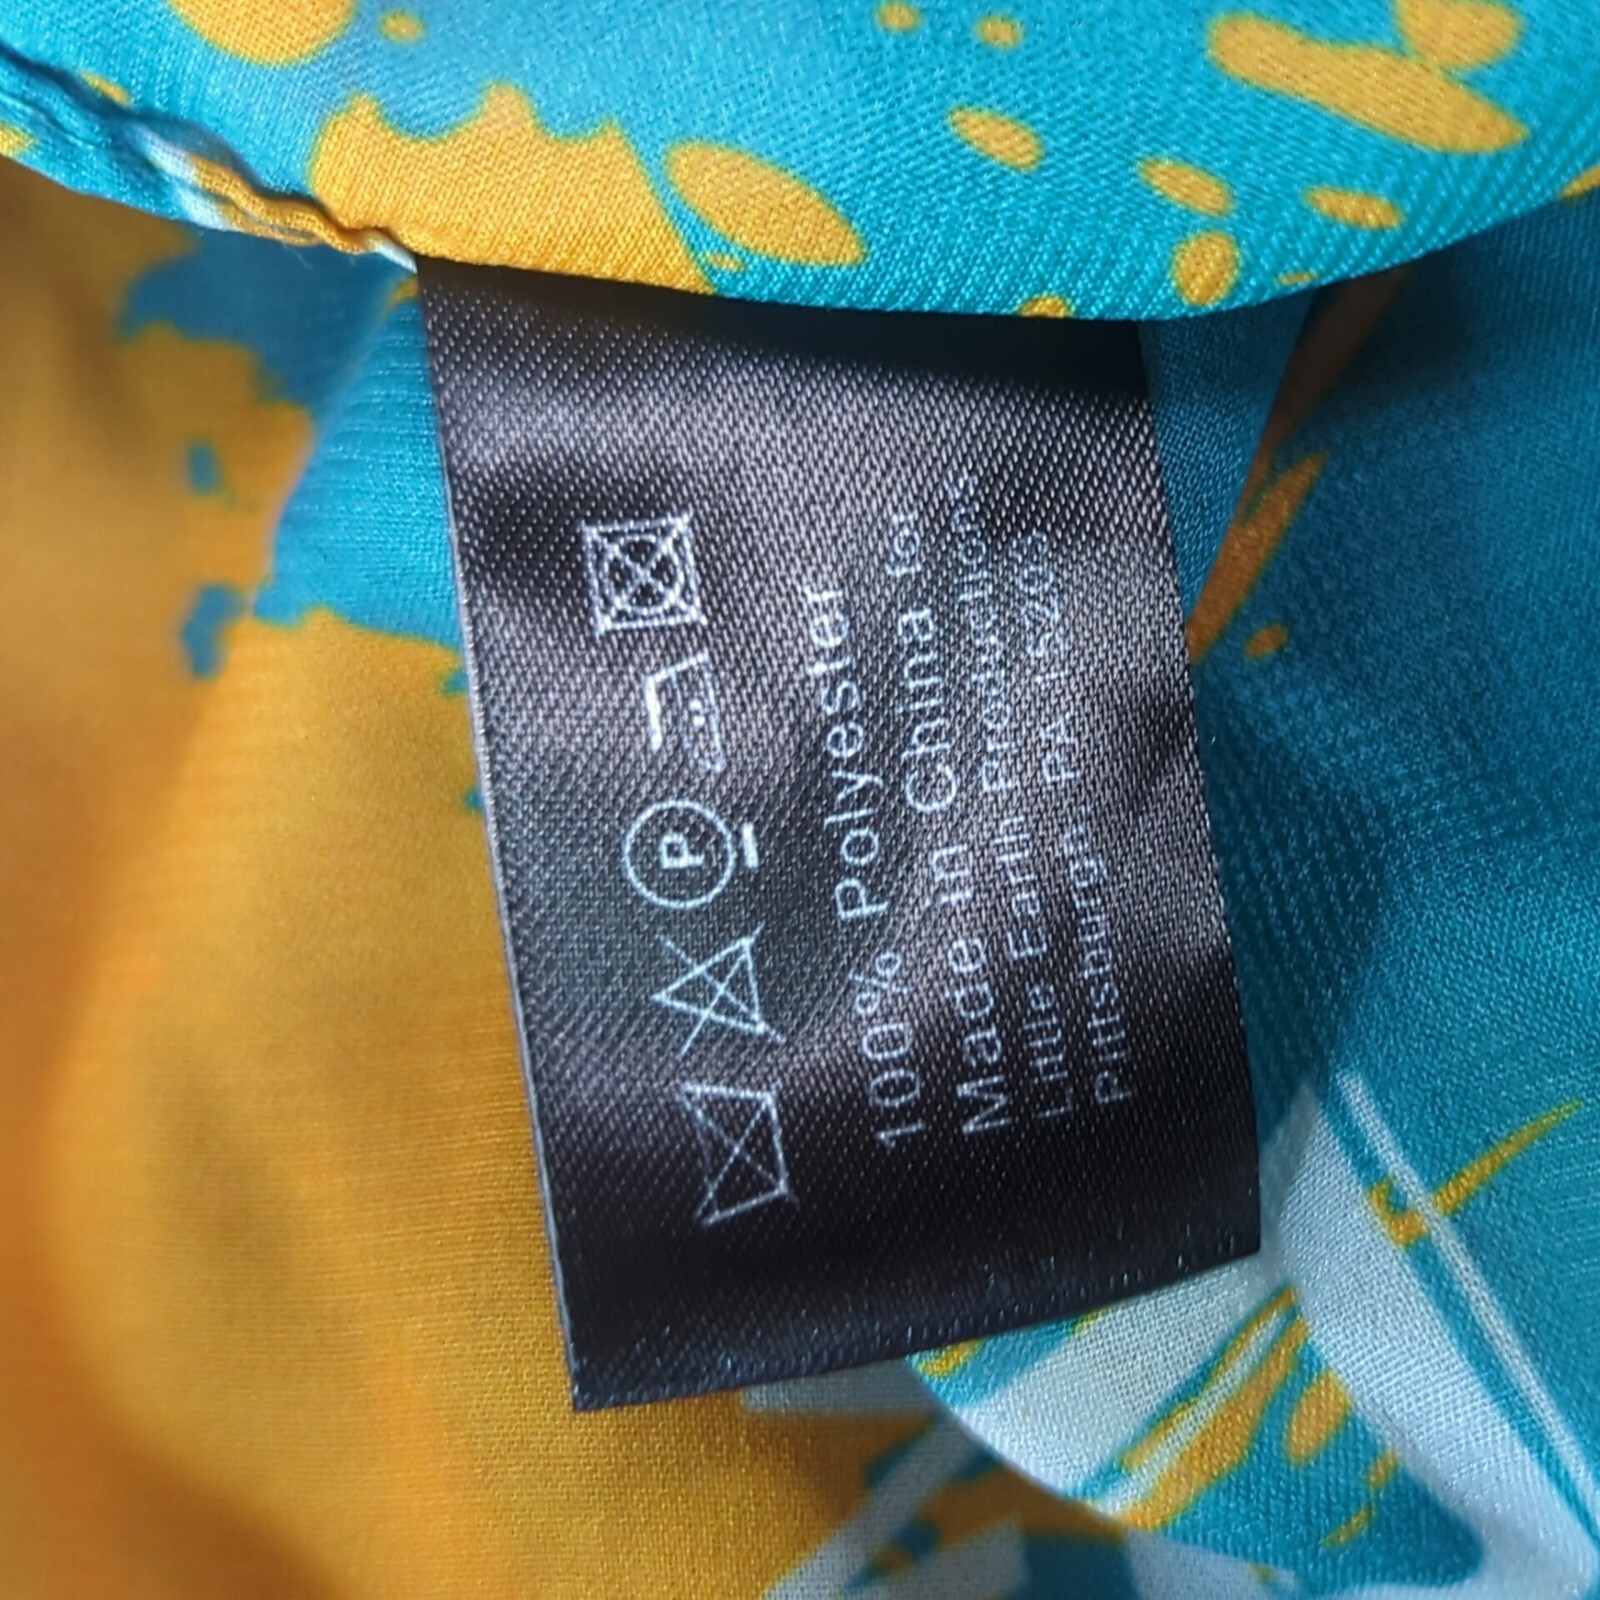 P
100% Polyester
Made in China for
Little Earth Productions
Pittsburgh, PA 15203